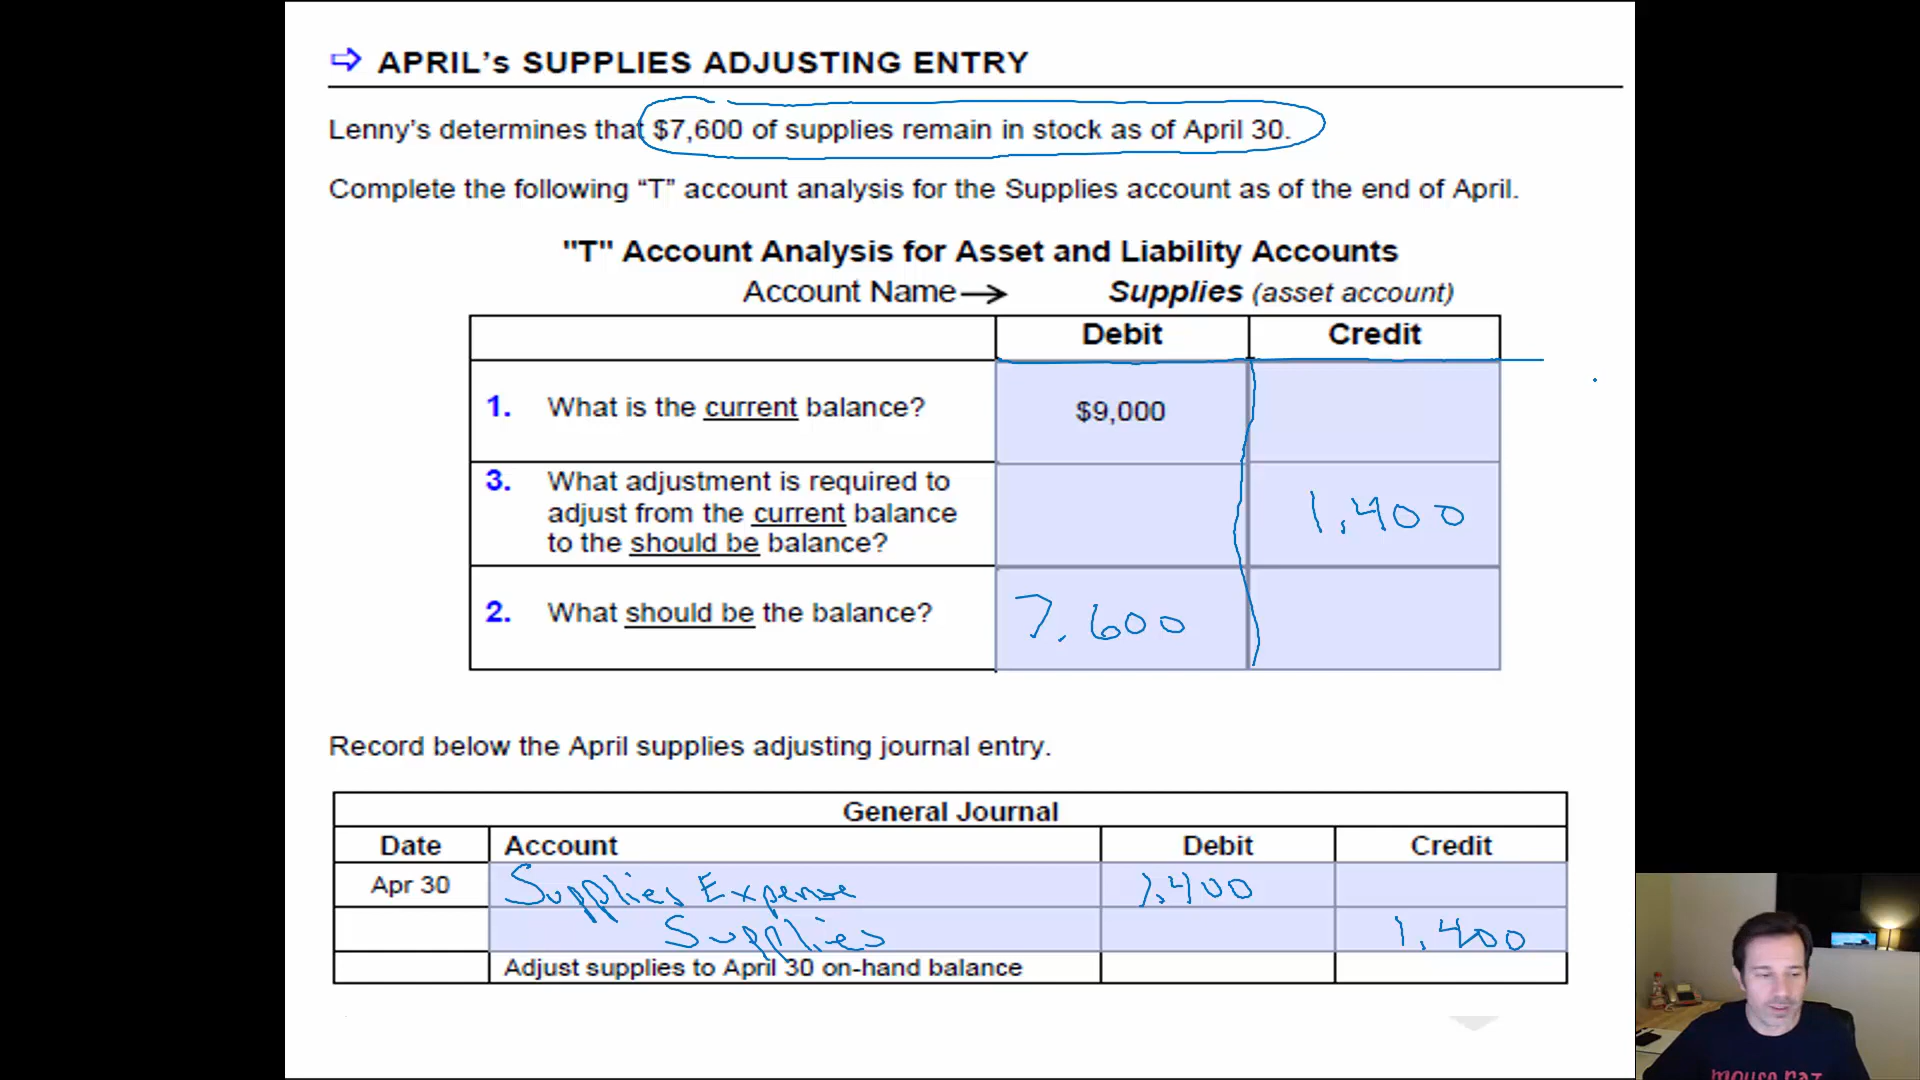 ⇨ APRIL's SUPPLIES ADJUSTING ENTRY
Lenny's determines that $7,600 of supplies remain in stock as of April 30.
Complete the following “T” account analysis for the Supplies account as of the end of April.
"T" Account Analysis for Asset and Liability Accounts
Account Name→ Supplies (asset account)
Debit Credit
1. What is the current balance? $9,000
3. What adjustment is required to
adjust from the current balance 1,400
to the should be balance?
2. What should be the balance? 7,600
Record below the April supplies adjusting journal entry.
General Journal
Date Account Debit Credit
Apr 30 Supplies Expense 1,400
Supplies 1,400
Adjust supplies to April 30 on-hand balance